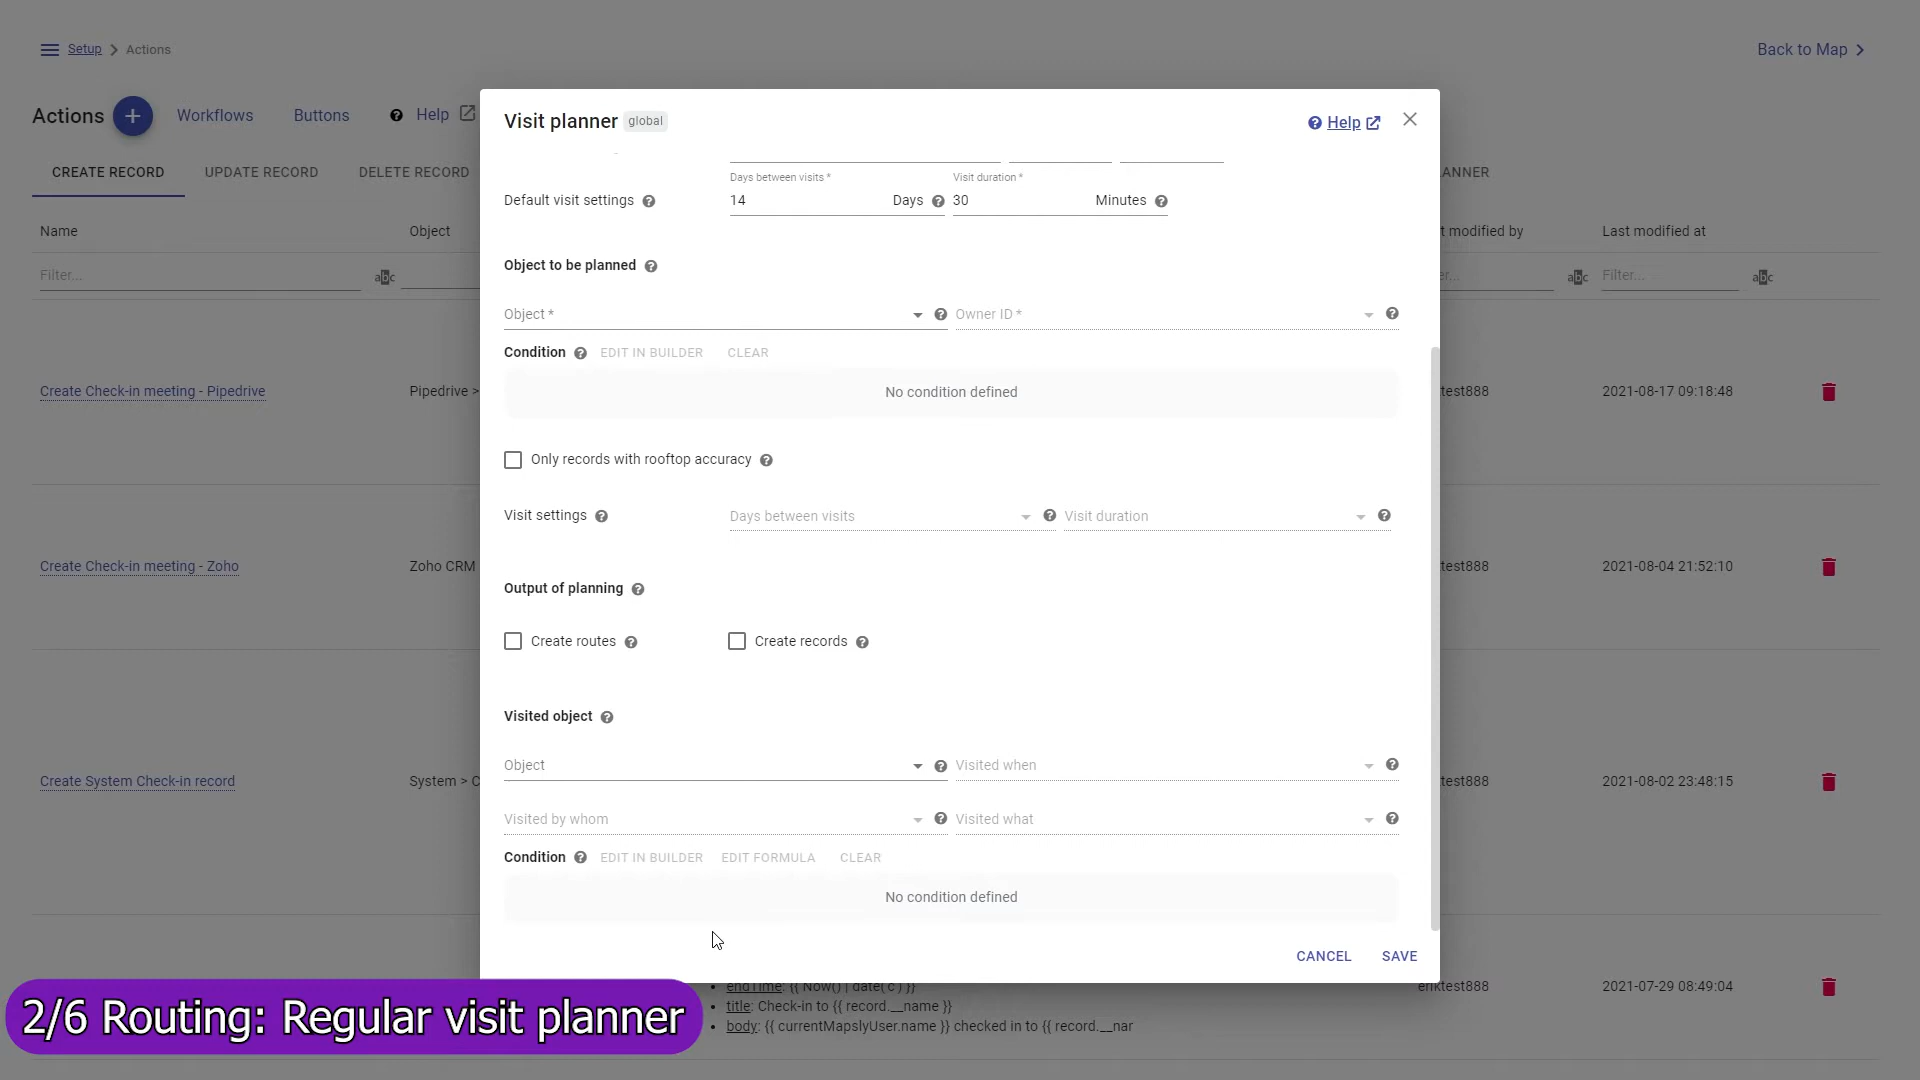 Setup > Actions
Back to Map >
Actions + Workflows Buttons Help
CREATE RECORD UPDATE RECORD DELETE RECORD
Name Object
Filter... abc
Create Check-in meeting - Pipedrive Pipedrive >
Create Check-in meeting - Zoho Zoho CRM
Create System Check-in record System > C
Visit planner global
Help
Days between visits * Visit duration *
Default visit settings 14 Days 30 Minutes
Object to be planned
Object * Owner ID *
Condition EDIT IN BUILDER CLEAR
No condition defined
Only records with rooftop accuracy
Visit settings Days between visits Visit duration
Output of planning
Create routes Create records
Visited object
Object Visited when
Visited by whom Visited what
Condition EDIT IN BUILDER EDIT FORMULA CLEAR
No condition defined
CANCEL SAVE
ANNER
t modified by Last modified at
abc Filter... abc
test888 2021-08-17 09:18:48
test888 2021-08-04 21:52:10
test888 2021-08-02 23:48:15
eriktest888 2021-07-29 08:49:04
endTime: {{ Now() | date('c') }}
title: Check-in to {{ record.__name }}
body: {{ currentMapslyUser.name }} checked in to {{ record.__nar
2/6 Routing: Regular visit planner